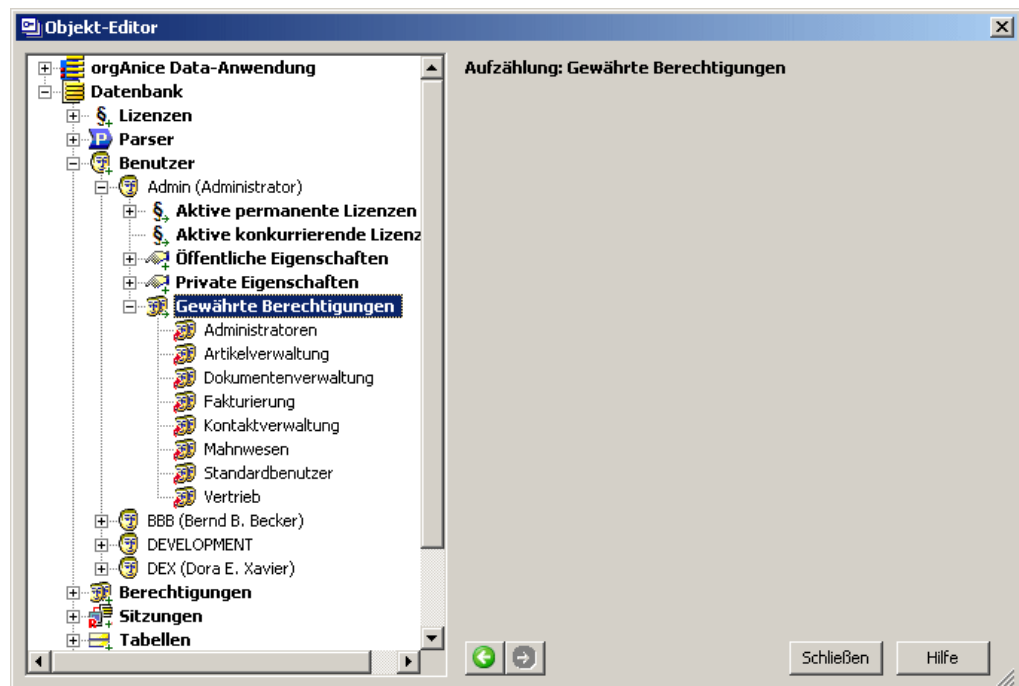 Objekt-Editor
orgAnice Data-Anwendung
Datenbank
Lizenzen
Parser
Benutzer
Admin (Administrator)
Aktive permanente Lizenzen
Aktive konkurrierende Lizenz
Öffentliche Eigenschaften
Private Eigenschaften
Gewährte Berechtigungen
Administratoren
Artikelverwaltung
Dokumentenverwaltung
Fakturierung
Kontaktverwaltung
Mahnwesen
Standardbenutzer
Vertrieb
BBB (Bernd B. Becker)
DEVELOPMENT
DEX (Dora E. Xavier)
Berechtigungen
Sitzungen
Tabellen
Aufzählung: Gewährte Berechtigungen
Schließen
Hilfe